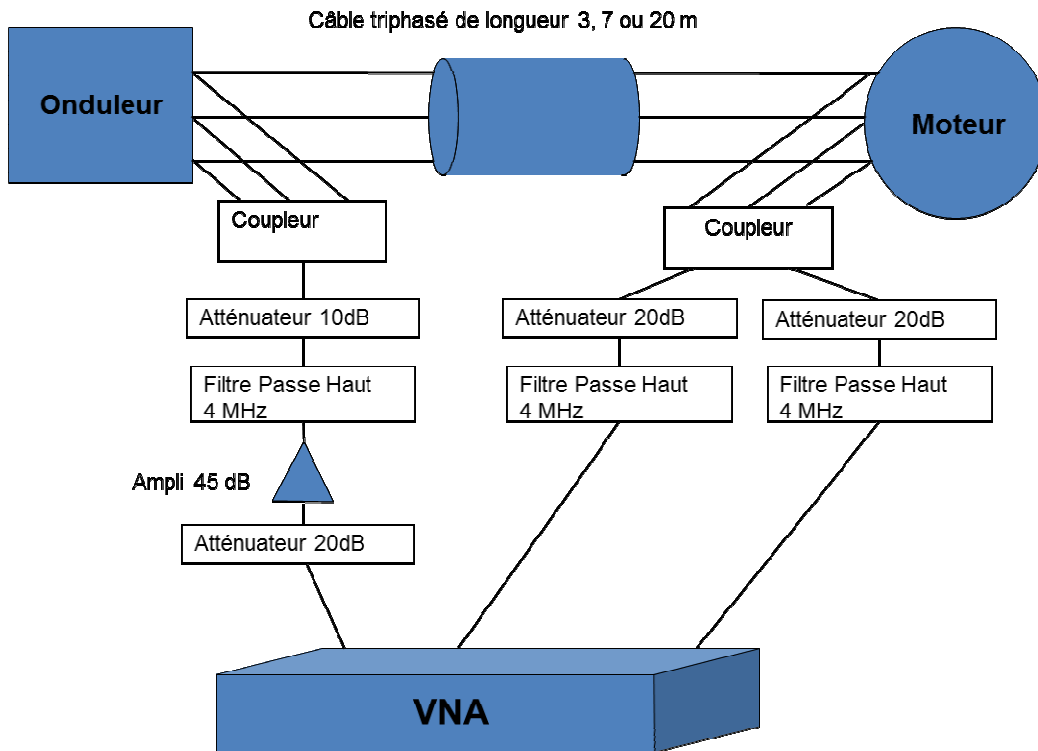 Câble triphasé de longueur 3, 7 ou 20 m
Onduleur
Moteur
Coupleur
Coupleur
Atténuateur 10dB
Atténuateur 20dB
Atténuateur 20dB
Filtre Passe Haut
4 MHz
Filtre Passe Haut
4 MHz
Filtre Passe Haut
4 MHz
Ampli 45 dB
Atténuateur 20dB
VNA